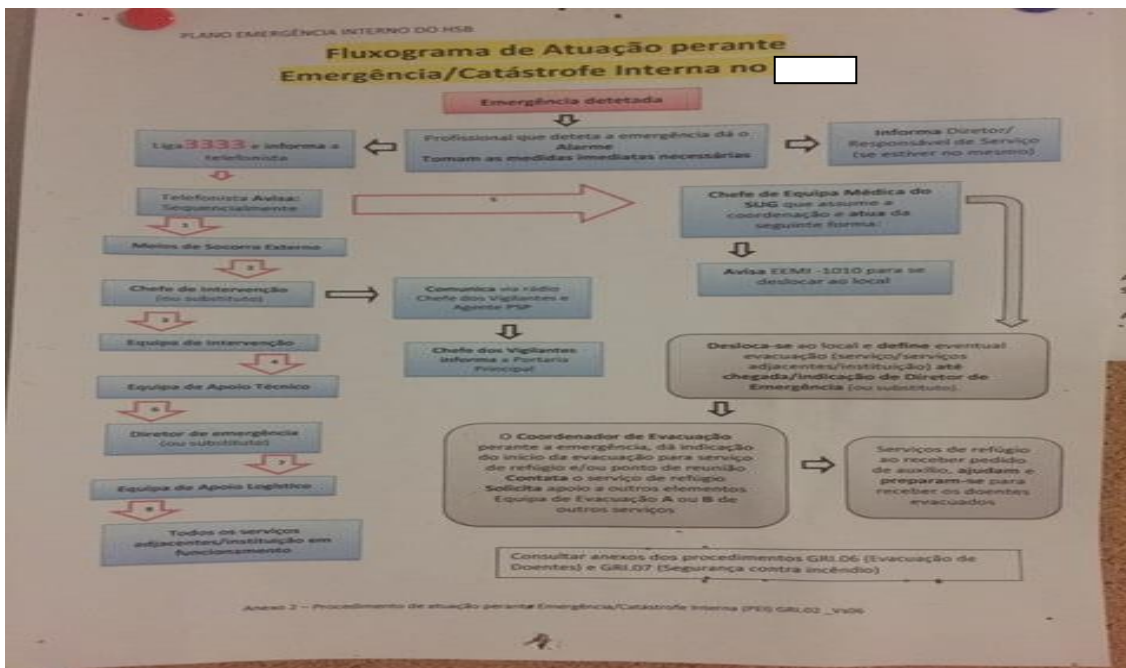 PLANO EMERGÊNCIA INTERNO DO HSB
Fluxograma de Atuação perante
Emergência/Catástrofe Interna no
Emergência detetada
Profissional que deteta a emergência dá o
Alarme
Tomam as medidas imediatas necessárias
Liga 3333 e informa a
telefonista
Informa Diretor/
Responsável de Serviço
(se estiver no mesmo)
Telefonista Avisa:
Sequencialmente
1
Meios de Socorro Externo
2
Chefe de Intervenção
(ou substituto)
3
Equipa de Intervenção
4
Equipa de Apoio Técnico
6
Diretor de emergência
(ou substituto)
7
Equipa de Apoio Logístico
8
Todos os serviços
adjacentes/instituição em
funcionamento
Comunica via rádio
Chefe dos Vigilantes e
Agente PSP
Chefe dos Vigilantes
informa a Portaria
Principal
Chefe de Equipa Médica do
SUG que assume a
coordenação e atua da
seguinte forma:
Avisa EEMI -1010 para se
deslocar ao local
Desloca-se ao local e define eventual
evacuação (serviço/serviços
adjacentes/instituição) até
chegada/indicação de Diretor de
Emergência (ou substituto)
O Coordenador de Evacuação
perante a emergência, dá indicação
do início da evacuação para serviço
de refúgio e/ou ponto de reunião
Contata o serviço de refúgio
Solicita apoio a outros elementos
Equipa de Evacuação A ou B de
outros serviços
Serviços de refúgio
ao receber pedido
de auxílio, ajudam e
preparam-se para
receber os doentes
evacuados
Consultar anexos dos procedimentos GRI.06 (Evacuação de
Doentes) e GRI.07 (Segurança contra incêndio)
Anexo 2 – Procedimento de atuação perante Emergência/Catástrofe Interna (PEI) GRI.02